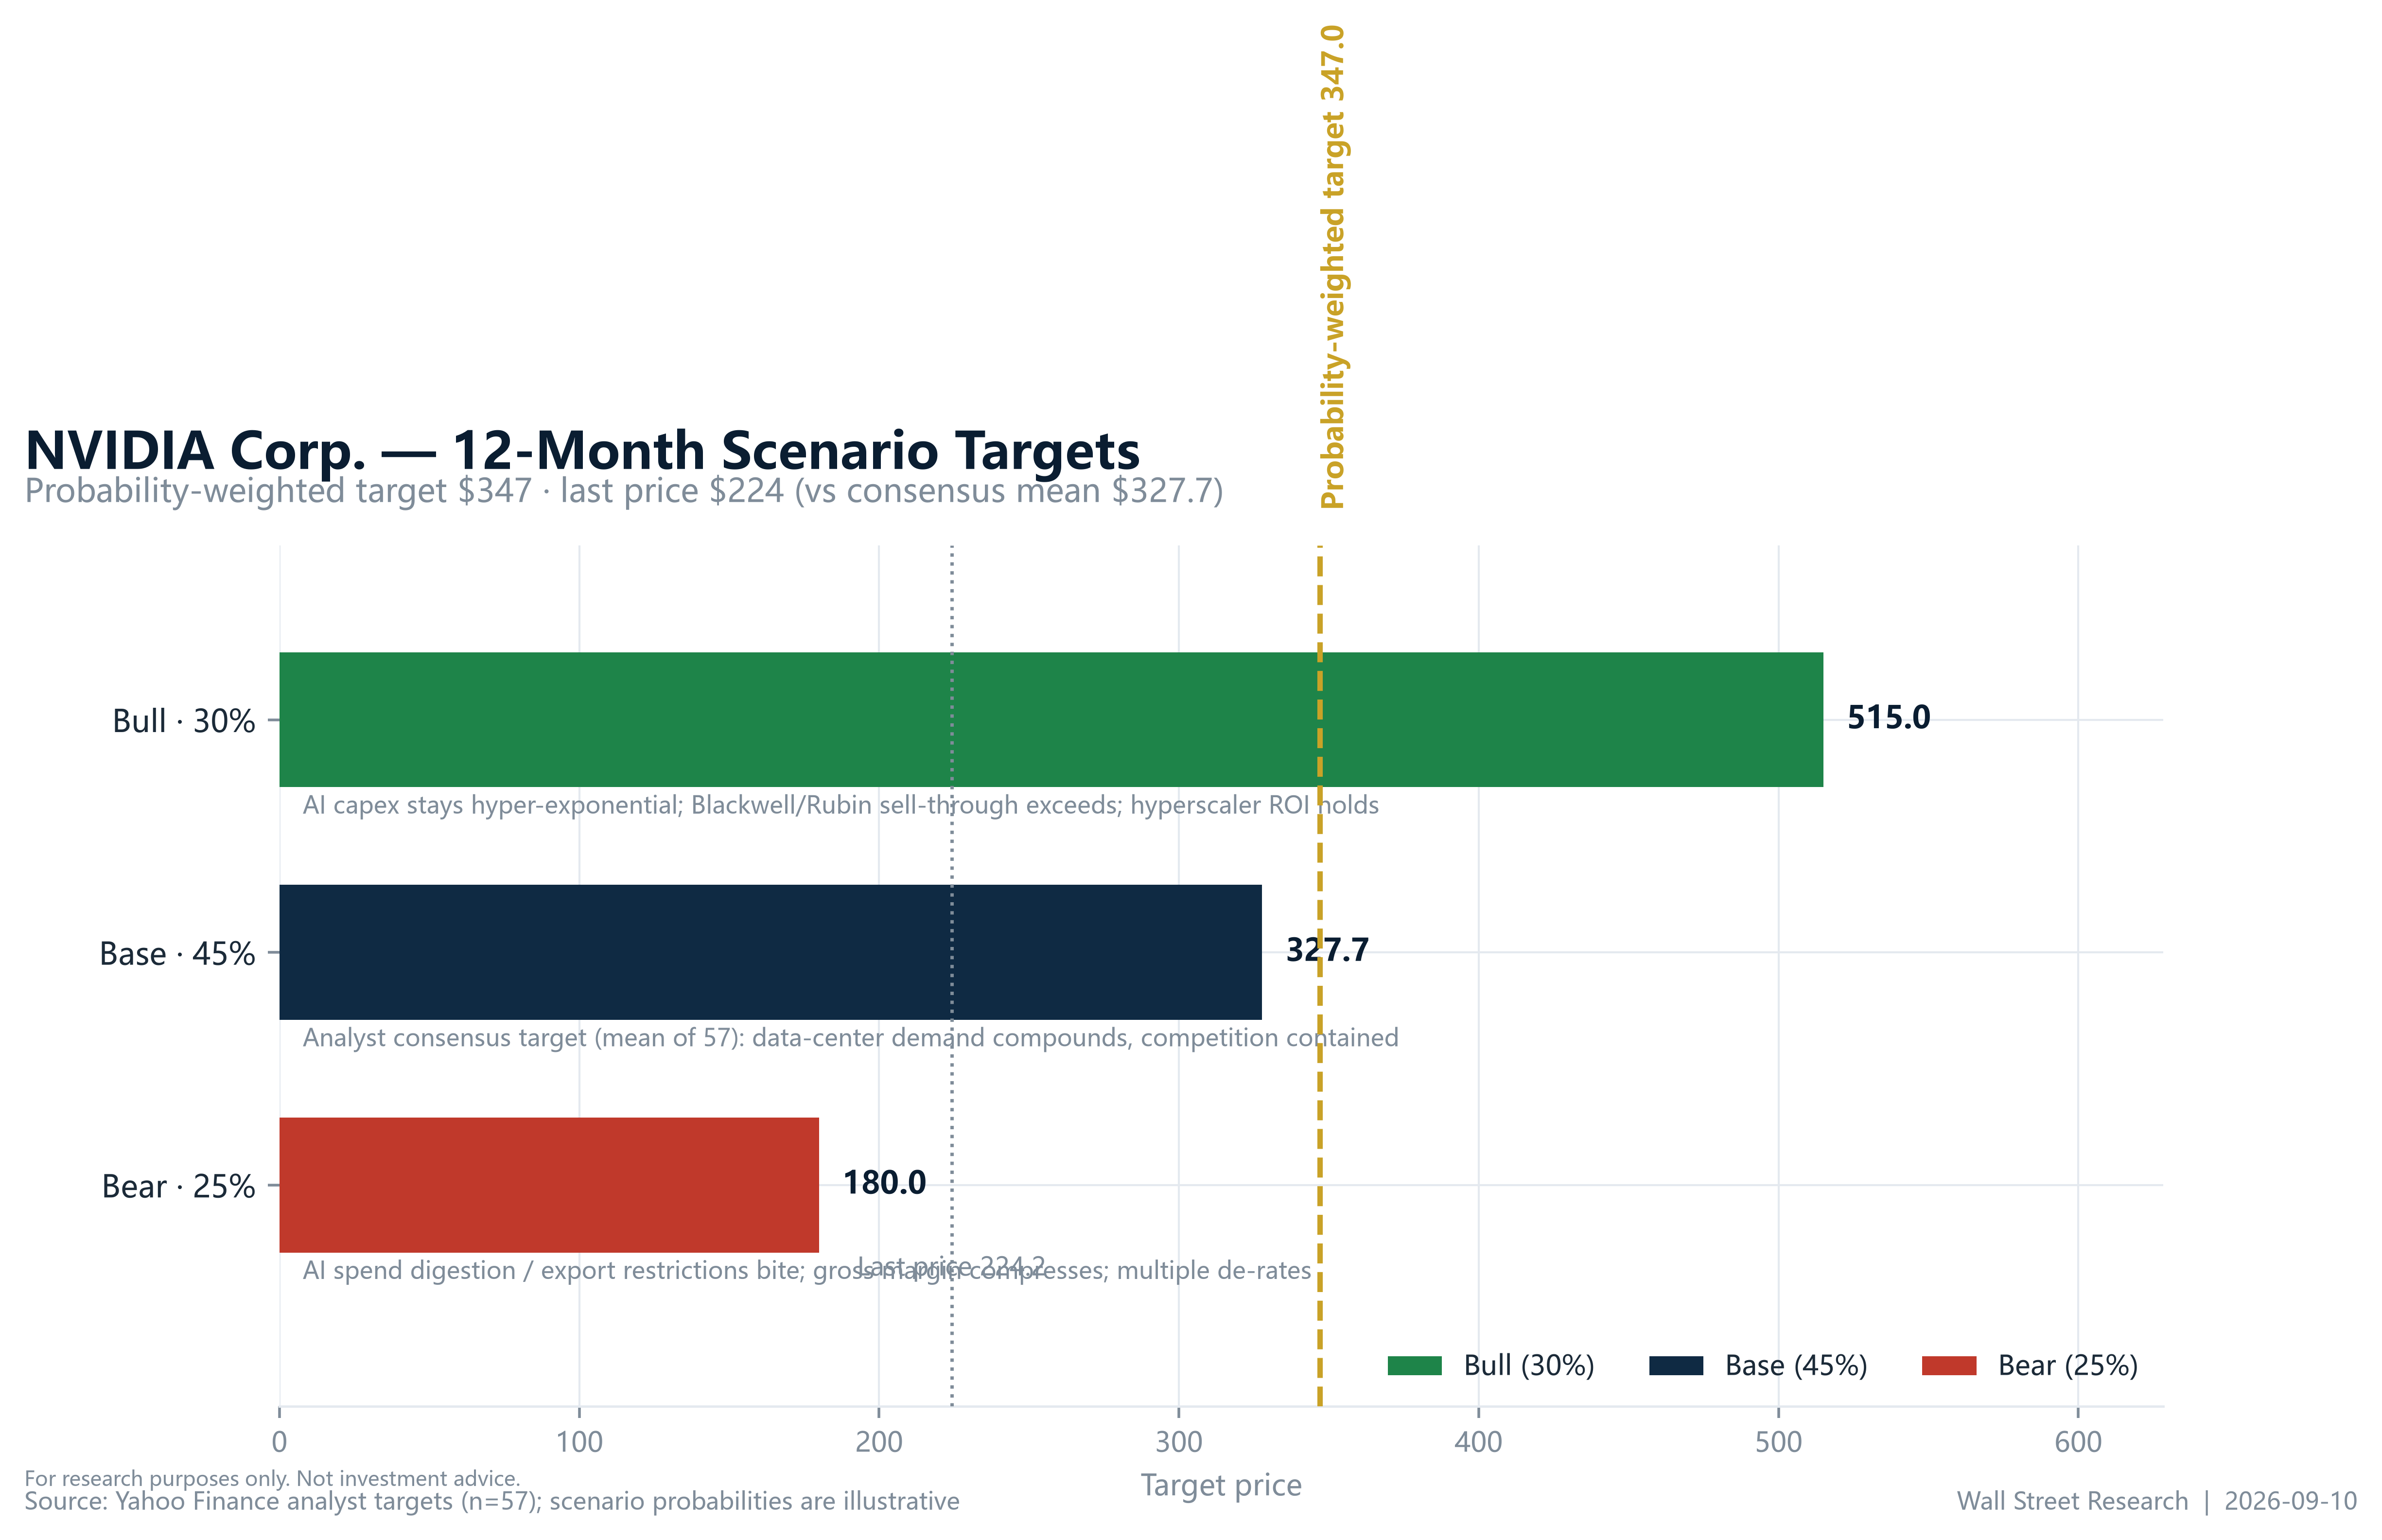 Probability-weighted target 347.0
NVIDIA Corp. — 12-Month Scenario Targets
Probability-weighted target $347 · last price $224 (vs consensus mean $327.7)
Bull · 30%
515.0
AI capex stays hyper-exponential; Blackwell/Rubin sell-through exceeds; hyperscaler ROI holds
Base · 45%
327.7
Analyst consensus target (mean of 57): data-center demand compounds, competition contained
Bear · 25%
180.0
Last price 224.2
AI spend digestion / export restrictions bite; gross margin compresses; multiple de-rates
Bull (30%)
Base (45%)
Bear (25%)
0 100 200 300 400 500 600
Target price
For research purposes only. Not investment advice.
Source: Yahoo Finance analyst targets (n=57); scenario probabilities are illustrative
Wall Street Research | 2026-09-10